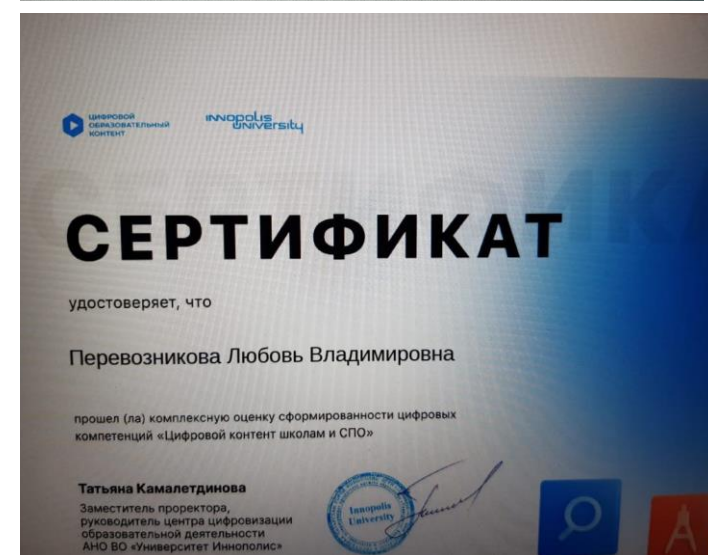 ЦИФРОВОЙ
ОБРАЗОВАТЕЛЬНЫЙ
КОНТЕНТ
INNOPOLIS
UNIVERSITY
СЕРТИФИКАТ
удостоверяет, что
Перевозникова Любовь Владимировна
прошел (ла) комплексную оценку сформированности цифровых
компетенций «Цифровой контент школам и СПО»
Татьяна Камалетдинова
Заместитель проректора,
руководитель центра цифровизации
образовательной деятельности
АНО ВО «Университет Иннополис»
Innopolis
University